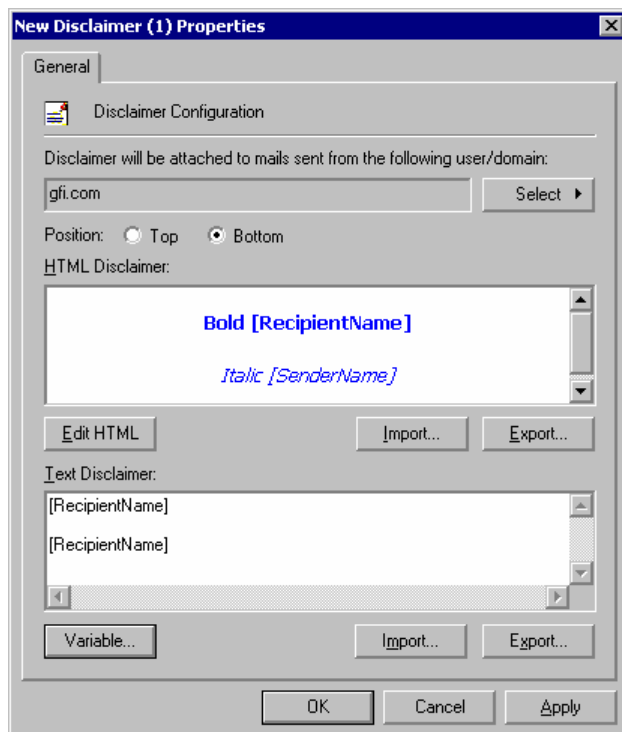 New Disclaimer (1) Properties
General
Disclaimer Configuration
Disclaimer will be attached to mails sent from the following user/domain:
gfi.com Select
Position: Top Bottom
HTML Disclaimer:
Bold [RecipientName]
Italic [SenderName]
Edit HTML Import... Export...
Text Disclaimer:
[RecipientName]
[RecipientName]
Variable... Import... Export...
OK Cancel Apply